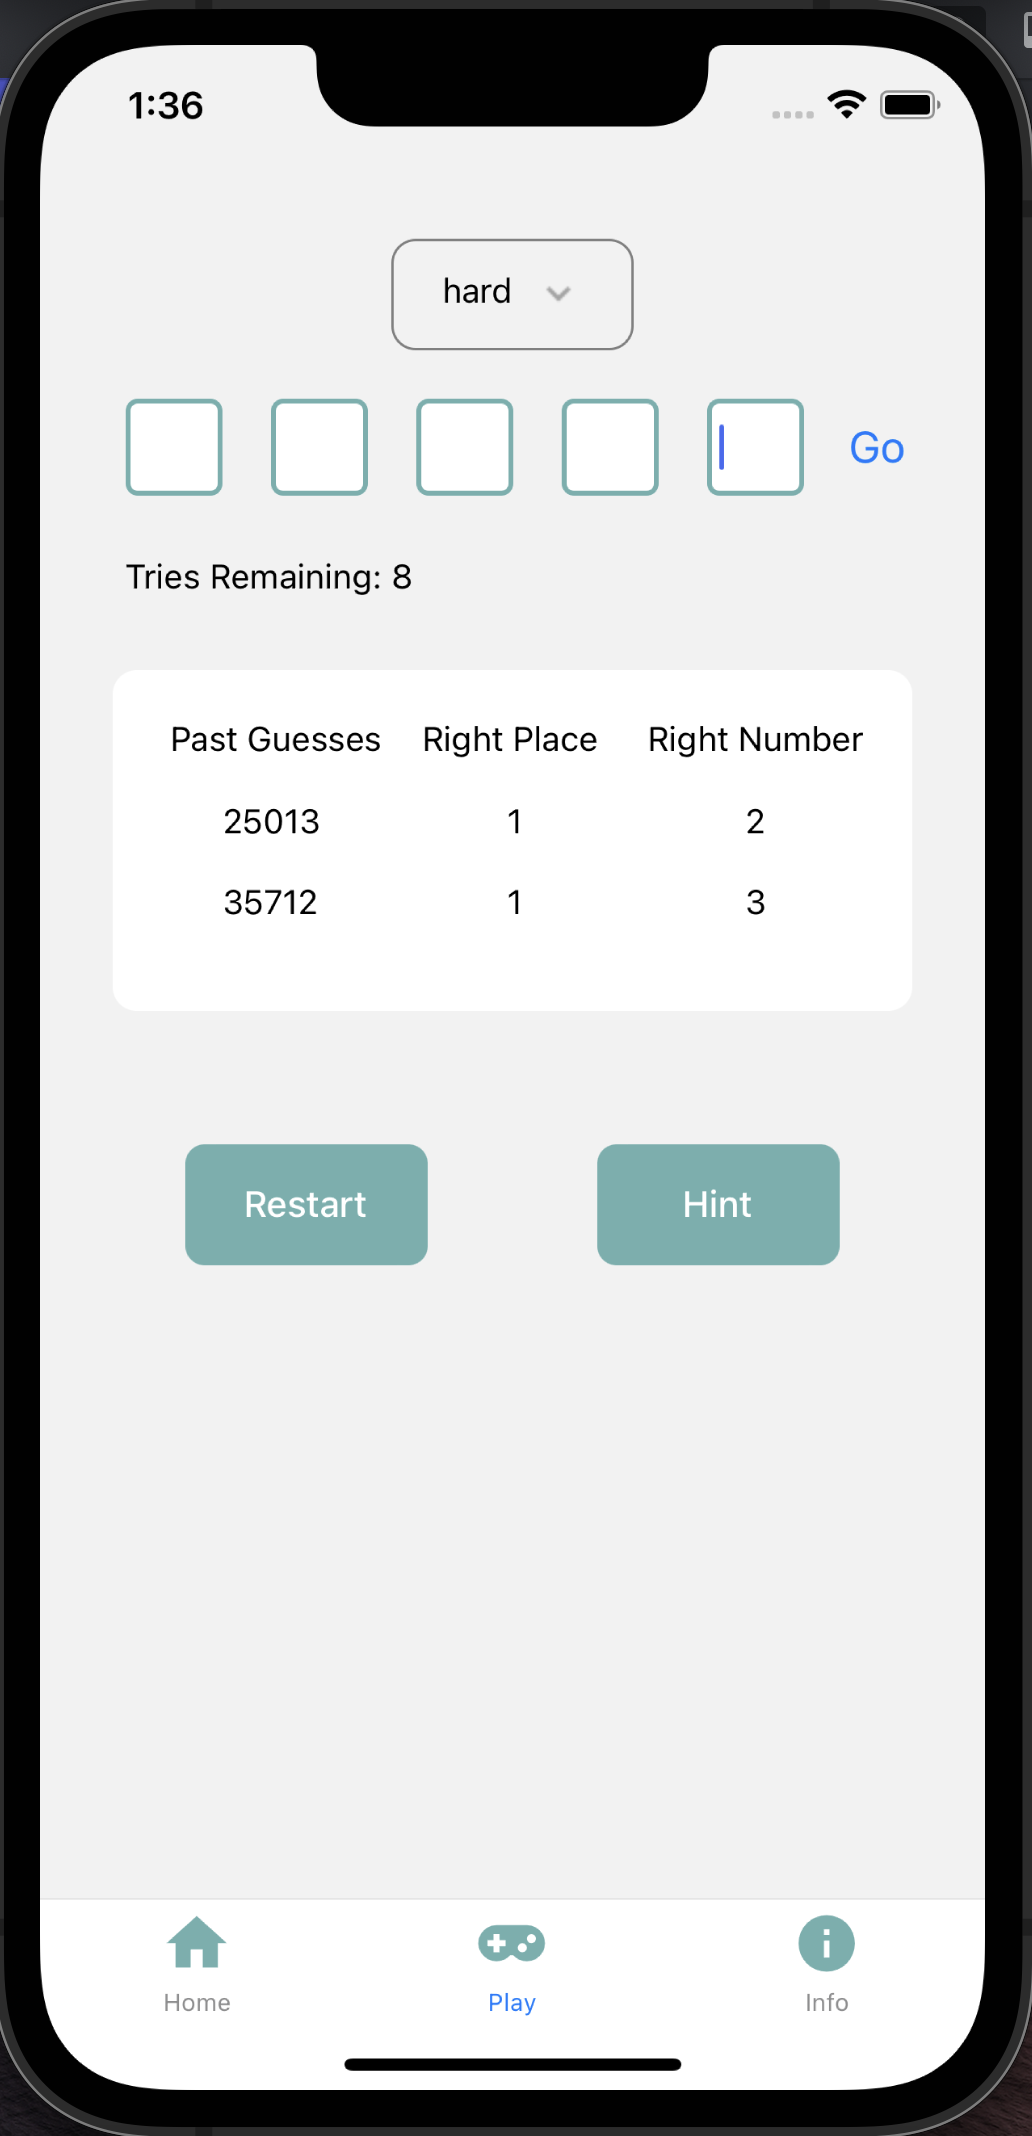 1:36
hard
Go
Tries Remaining: 8
Past Guesses Right Place Right Number
25013 1 2
35712 1 3
Restart Hint
Home Play Info